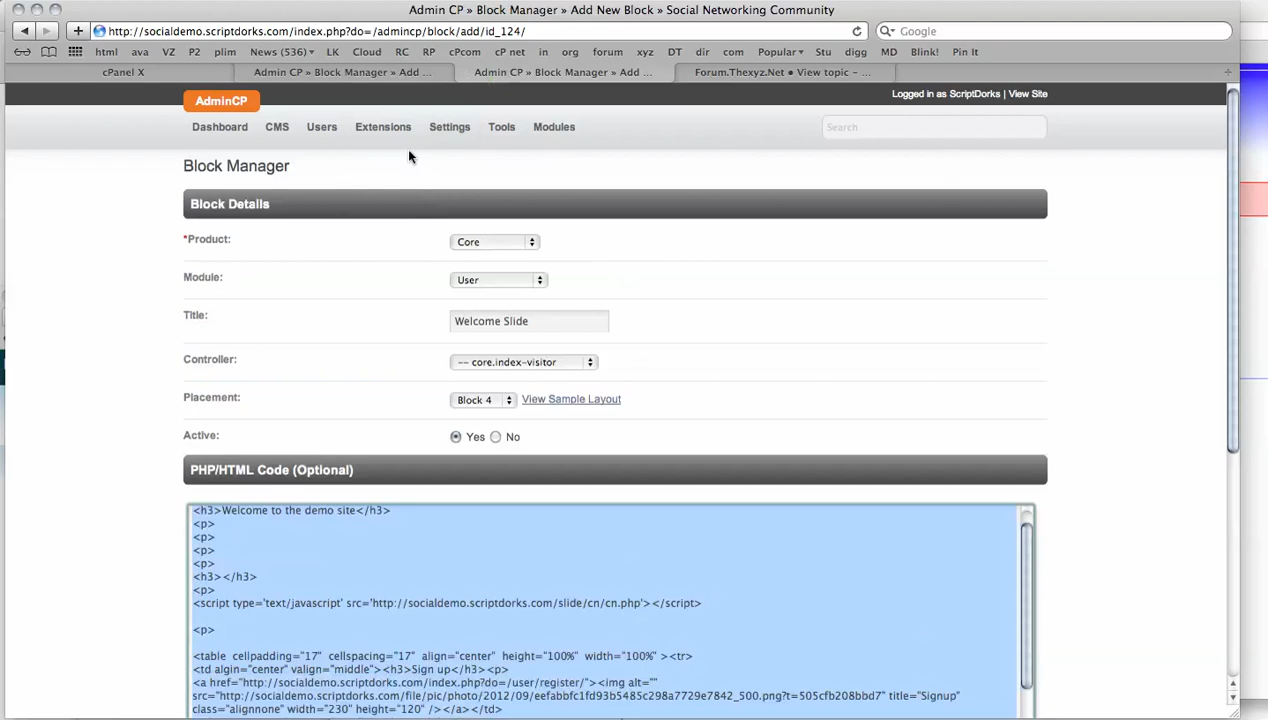 Admin CP » Block Manager » Add New Block » Social Networking Community
http://socialdemo.scriptdorks.com/index.php?do=/admincp/block/add/id_124/
Google
html ava VZ P2 plim News (536) LK Cloud RC RP cPcom cP net in org forum xyz DT dir com Popular Stu digg MD Blink! Pin It
cPanel X Admin CP » Block Manager » Add ... Admin CP » Block Manager » Add ... Forum.Thexyz.Net • View topic – ...
AdminCP
Logged in as ScriptDorks | View Site
Dashboard CMS Users Extensions Settings Tools Modules
Search
Block Manager
Block Details
*Product: Core
Module: User
Title: Welcome Slide
Controller: -- core.index-visitor
Placement: Block 4 View Sample Layout
Active: Yes No
PHP/HTML Code (Optional)
<h3>Welcome to the demo site</h3>
<p>
<p>
<p>
<p>
<h3></h3>
<p>
<script type='text/javascript' src='http://socialdemo.scriptdorks.com/slide/cn/cn.php'></script>
<p>
<table cellpadding="17" cellspacing="17" align="center" height="100%" width="100%" ><tr>
<td algin="center" valign="middle"><h3>Sign up</h3><p>
<a href="http://socialdemo.scriptdorks.com/index.php?do=/user/register/"><img alt=""
src="http://socialdemo.scriptdorks.com/file/pic/photo/2012/09/eefabbfc1fd93b5485c298a7729e7842_500.png?t=505cfb208bbd7" title="Signup"
class="alignnone" width="230" height="120" /></a></td>